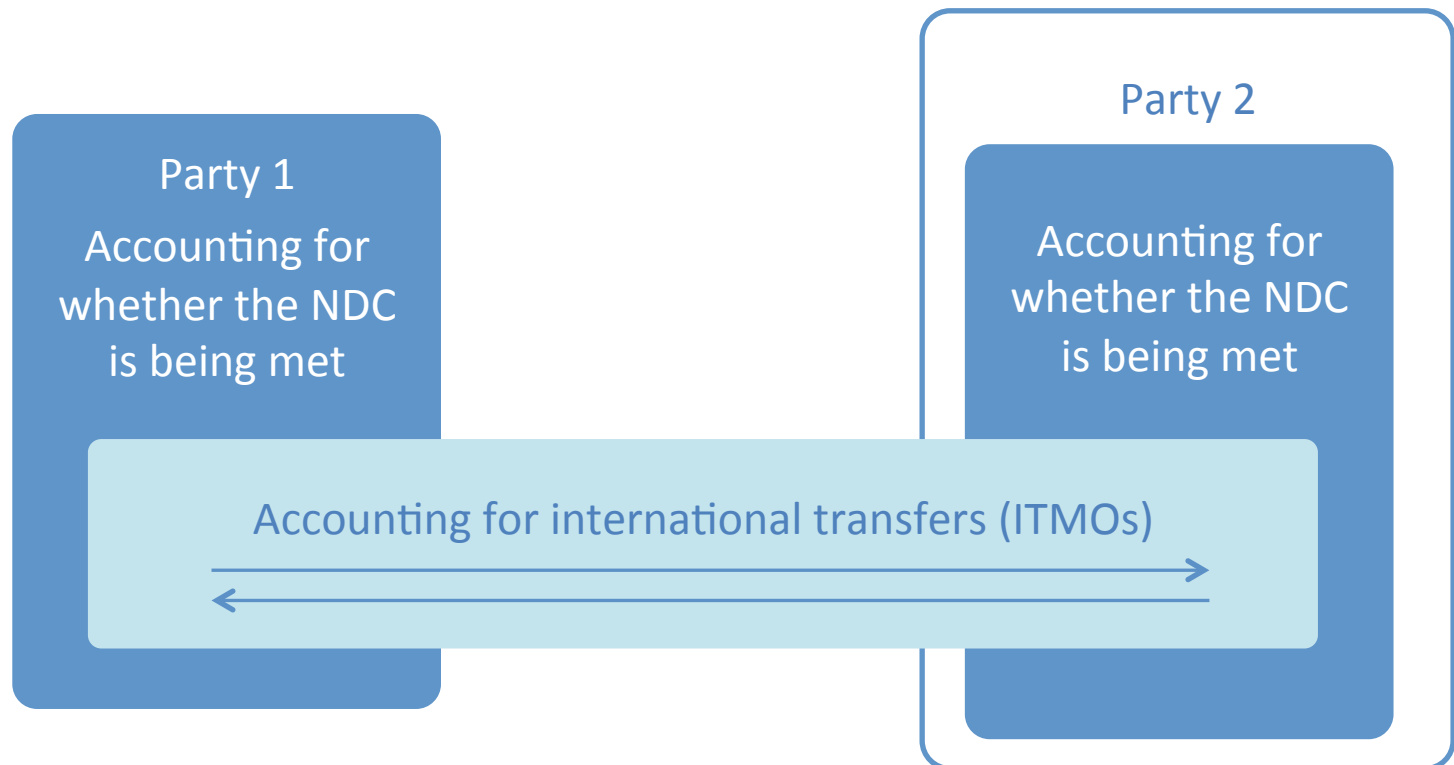 Party 1
Accounting for
whether the NDC
is being met
Party 2
Accounting for
whether the NDC
is being met
Accounting for international transfers (ITMOs)